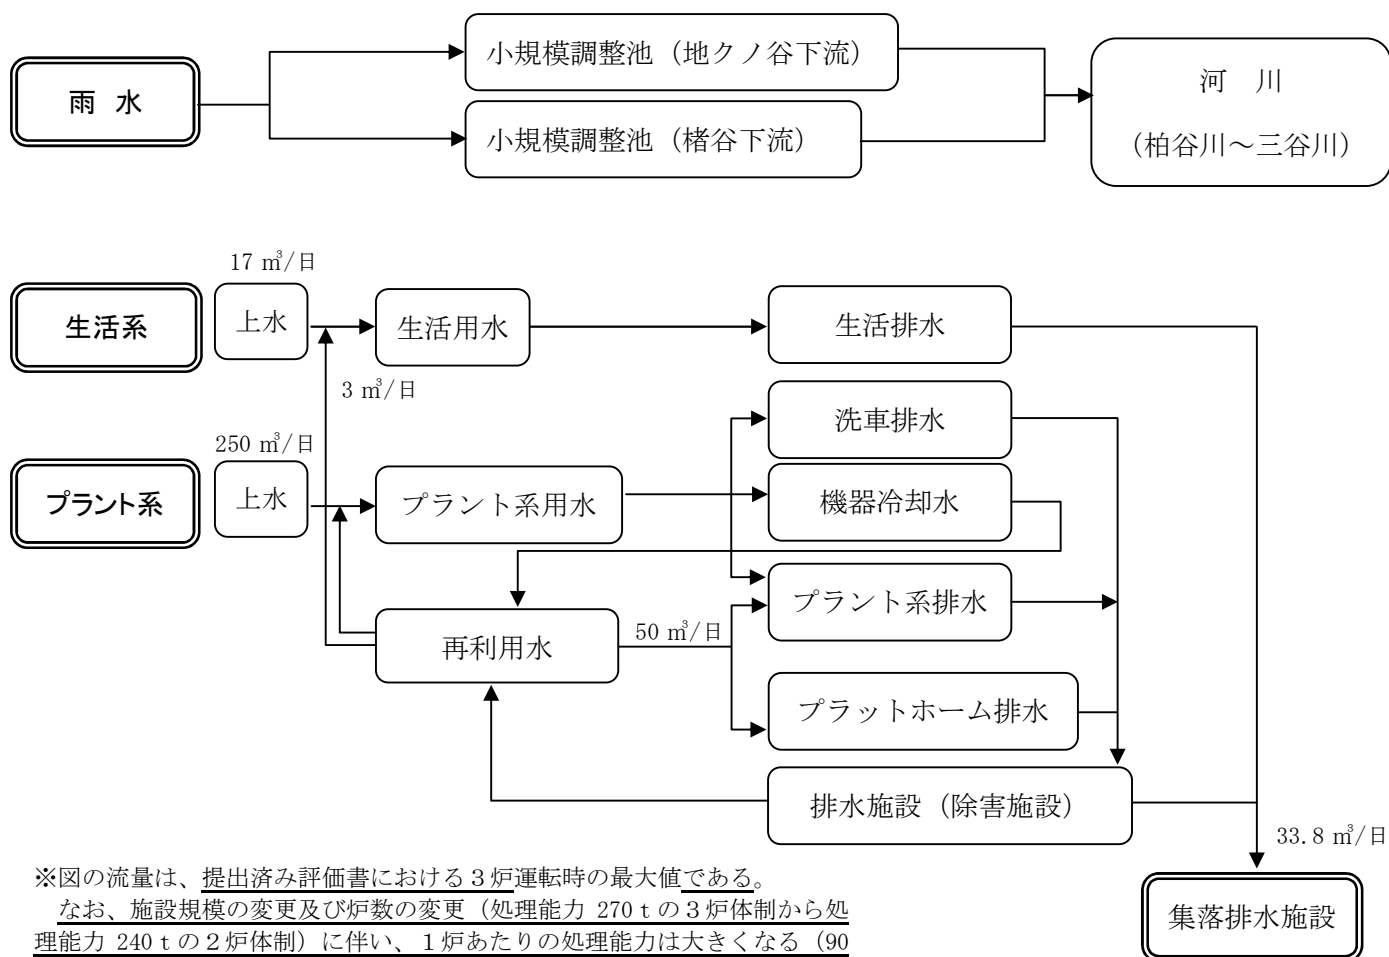 小規模調整池（地クノ谷下流）
雨 水
小規模調整池（楮谷下流）
河 川
（柏谷川～三谷川）
17 ㎥/日
生活系
上水
生活用水
生活排水
3 ㎥/日
洗車排水
250 ㎥/日
プラント系
上水
プラント系用水
機器冷却水
プラント系排水
再利用水
50 ㎥/日
プラットホーム排水
排水施設（除害施設）
33.8 ㎥/日
集落排水施設
※図の流量は、提出済み評価書における３炉運転時の最大値である。
なお、施設規模の変更及び炉数の変更（処理能力 270ｔの３炉体制から処
理能力 240ｔの２炉体制）に伴い、１炉あたりの処理能力は大きくなる（90